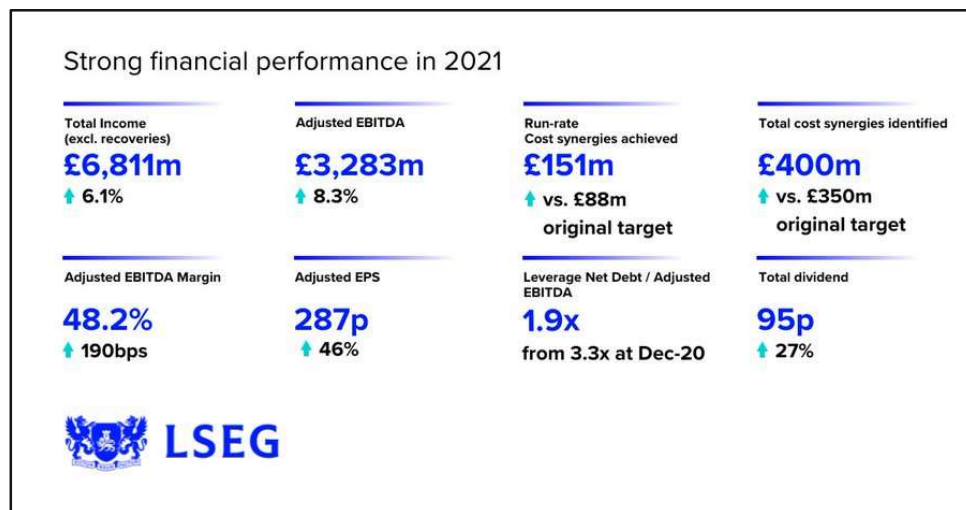 Strong financial performance in 2021
Total Income
(excl. recoveries)
£6,811m
6.1%
Adjusted EBITDA
£3,283m
8.3%
Run-rate
Cost synergies achieved
£151m
vs. £88m
original target
Total cost synergies identified
£400m
vs. £350m
original target
Adjusted EBITDA Margin
48.2%
190bps
Adjusted EPS
287p
46%
Leverage Net Debt / Adjusted
EBITDA
1.9x
from 3.3x at Dec-20
Total dividend
95p
27%
LSEG